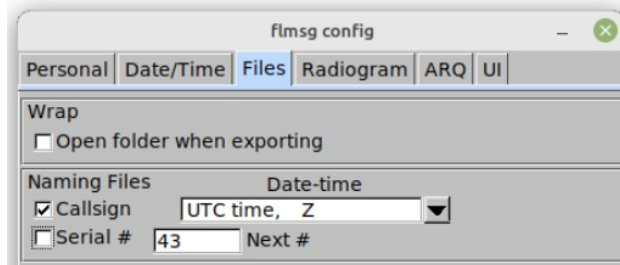 flmsg config
Personal Date/Time Files Radiogram ARQ UI
Wrap
Open folder when exporting
Naming Files Date-time
Callsign UTC time, Z
Serial # 43 Next #